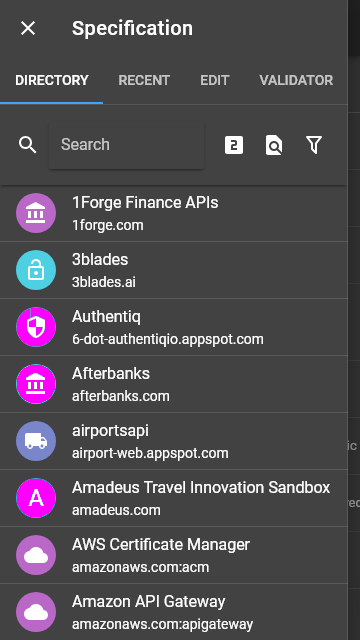 Specification
DIRECTORY RECENT EDIT VALIDATOR
Search
2
1Forge Finance APIs
1forge.com
3blades
3blades.ai
Authentiq
6-dot-authentiqio.appspot.com
Afterbanks
afterbanks.com
airportsapi
airport-web.appspot.com
ic
A
Amadeus Travel Innovation Sandbox
amadeus.com
AWS Certificate Manager
amazonaws.com:acm
Amazon API Gateway
amazonaws.com:apigateway